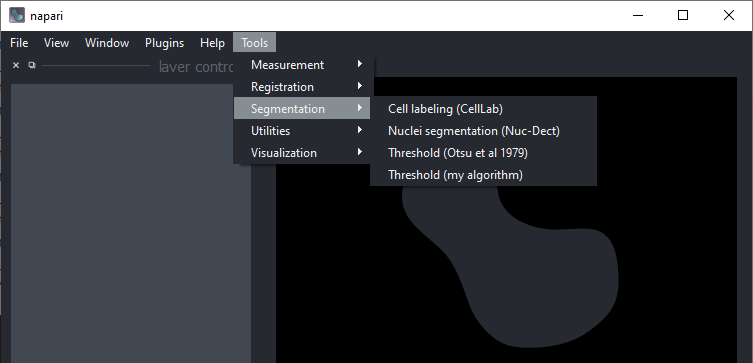 napari
File View Window Plugins Help Tools
layer contro
Measurement
Registration
Segmentation
Utilities
Visualization
Cell labeling (CellLab)
Nuclei segmentation (Nuc-Dect)
Threshold (Otsu et al 1979)
Threshold (my algorithm)